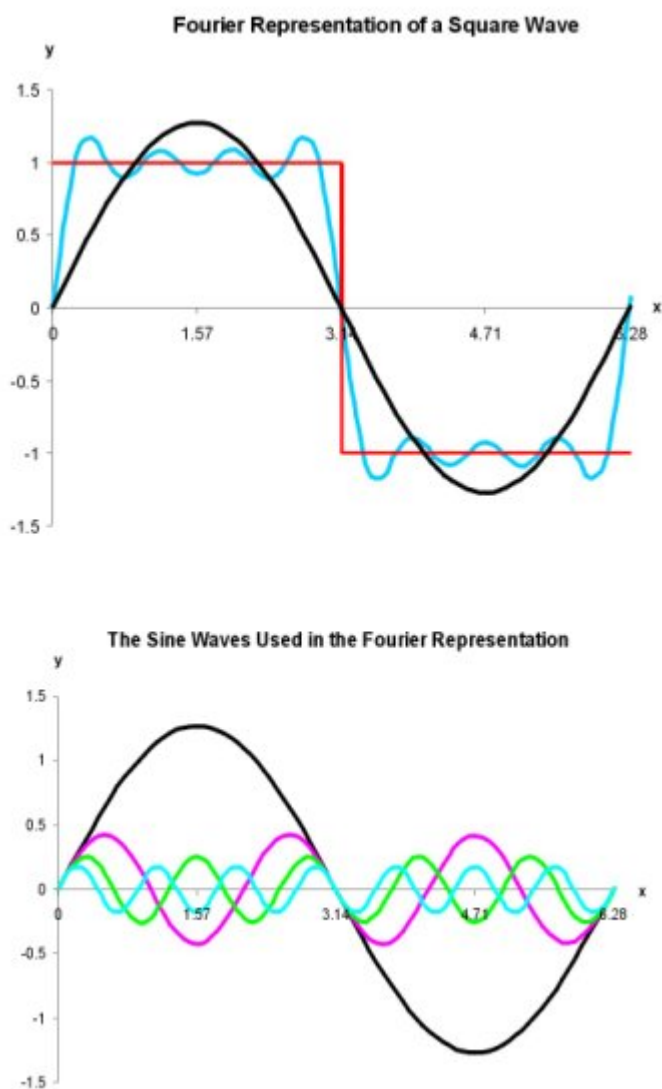 Fourier Representation of a Square Wave
y
1.5
1
0.5
0
x
0 1.57 3.14 4.71 6.28
-0.5
-1
-1.5
The Sine Waves Used in the Fourier Representation
y
1.5
1
0.5
0
x
0 1.57 3.14 4.71 6.28
-0.5
-1
-1.5